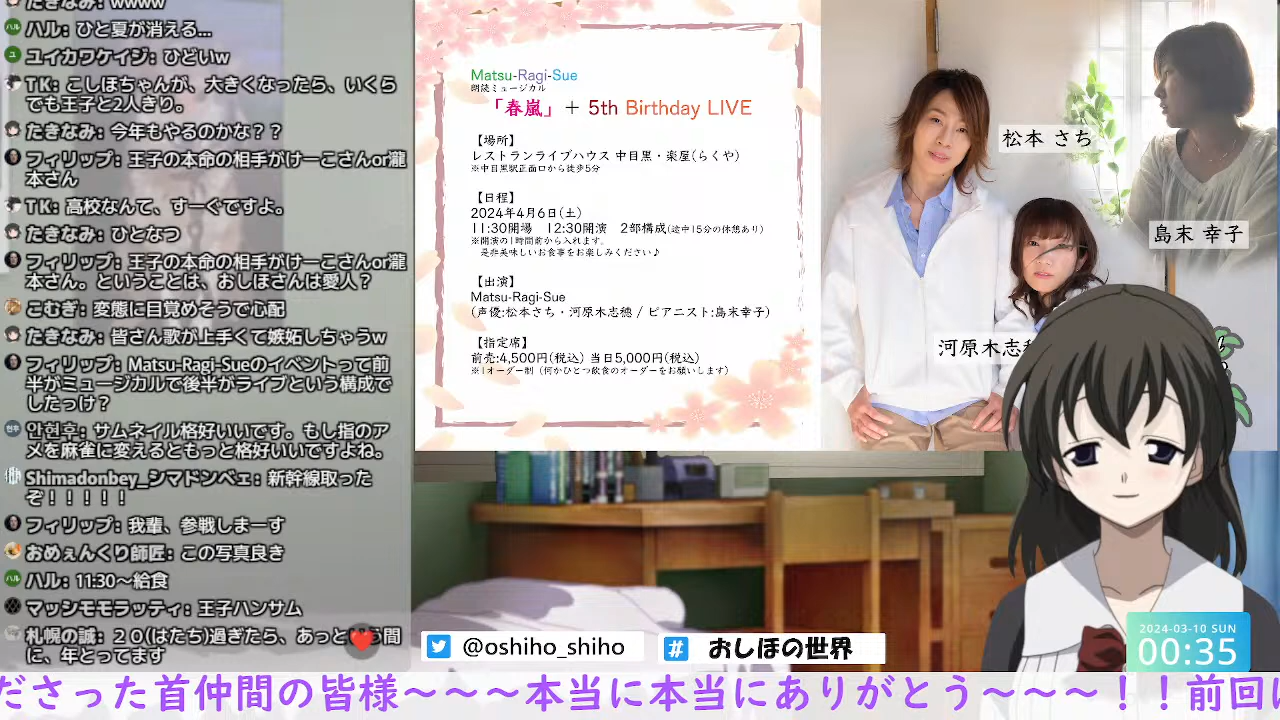 たきなみ: wwww
ハル: ひと夏が消える...
ユイカワケイジ: ひどいw
TK: こしほちゃんが、大きくなったら、いくら
でも王子と2人きり。
たきなみ: 今年もやるのかな？？
フィリップ: 王子の本命の相手がけーこさんor瀧
本さん
TK: 高校なんて、すーぐですよ。
たきなみ: ひとなつ
フィリップ: 王子の本命の相手がけーこさんor瀧
本さん。ということは、おしほさんは愛人？
こむぎ: 変態に目覚めそうで心配
たきなみ: 皆さん歌が上手くて嫉妬しちゃうw
フィリップ: Matsu-Ragi-Sueのイベントって前
半がミュージカルで後半がライブという構成で
したっけ？
안현후: サムネイル格好いいです。もし指のア
メを麻雀に変えるともっと格好いいですよね。
Shimadonbey_シマドンベェ: 新幹線取った
ぞ！！！！！
フィリップ: 我輩、参戦しまーす
おめぇんくり師匠: この写真良き
ハル: 11:30〜給食
マッシモモラッティ: 王子ハンサム
札幌の誠: ２０(はたち)過ぎたら、あっと 間
に、年とってます
Matsu-Ragi-Sue
朗読ミュージカル
「春嵐」＋ 5th Birthday LIVE
【場所】
レストランライブハウス 中目黒・楽屋(らくや)
※中目黒駅正面口から徒歩5分
【日程】
2024年4月6日(土)
11:30開場　12:30開演　2部構成(途中15分の休憩あり)
※開演の1時間前から入れます。
是非美味しいお食事をお楽しみください♪
【出演】
Matsu-Ragi-Sue
(声優:松本さち・河原木志穂 / ピアニスト:島末幸子)
【指定席】
前売:4,500円(税込) 当日5,000円(税込)
※1オーダー制 (何かひとつ飲食のオーダーをお願いします)
松本 さち
島末 幸子
河原木志
@oshiho_shiho
# おしほの世界
2024-03-10 SUN
00:35
ださった首仲間の皆様〜〜〜本当に本当にありがとう〜〜〜！！前回